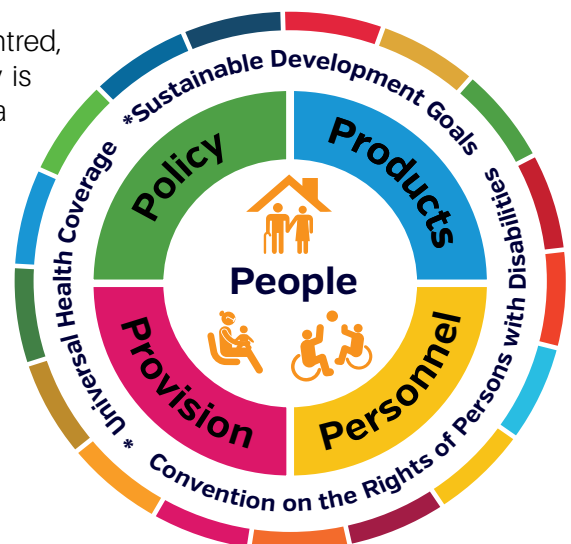 ntred,
y is
a
*Sustainable Development Goals
Convention on the Rights of Persons with Disabilities
* Universal Health Coverage
Policy
Products
People
Provision
Personnel